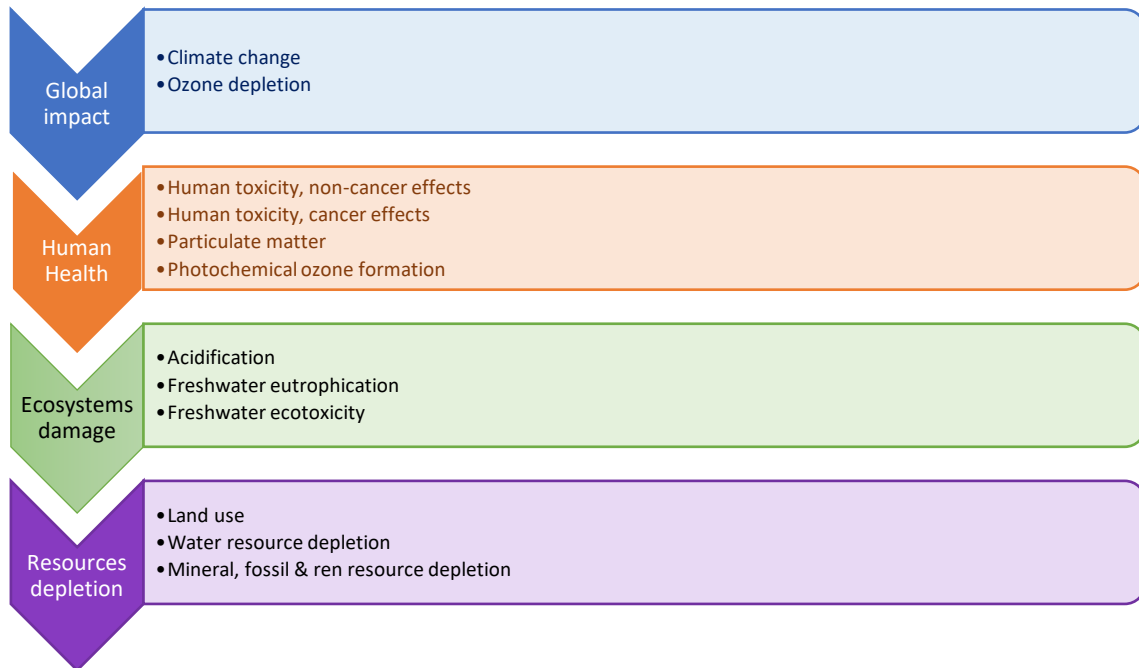 Global
impact
•Climate change
•Ozone depletion
Human
Health
•Human toxicity, non-cancer effects
•Human toxicity, cancer effects
•Particulate matter
•Photochemical ozone formation
Ecosystems
damage
•Acidification
•Freshwater eutrophication
•Freshwater ecotoxicity
Resources
depletion
•Land use
•Water resource depletion
•Mineral, fossil & ren resource depletion